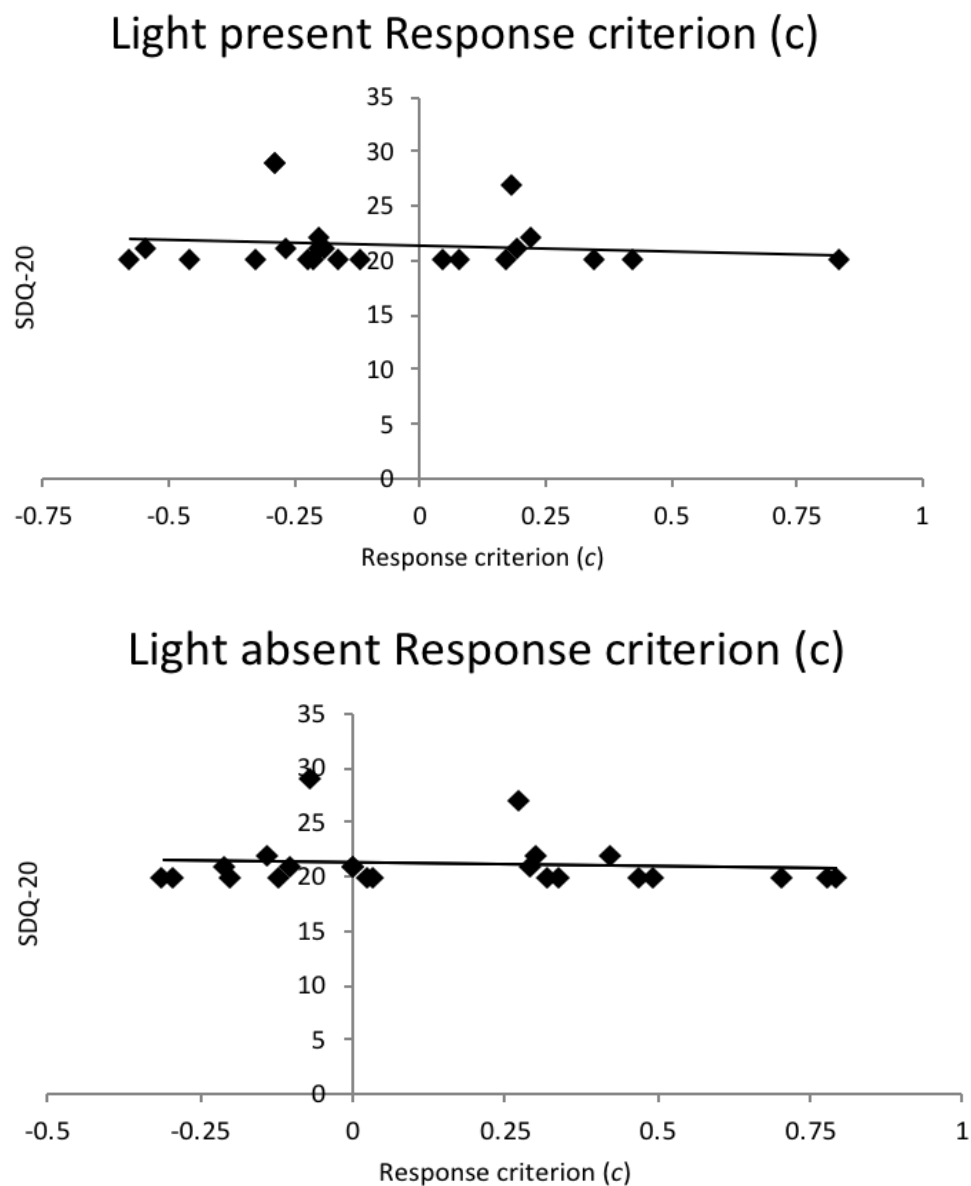 Light present Response criterion (c)
35
30
25
20
15
10
5
0
SDQ-20
-0.75 -0.5 -0.25 0 0.25 0.5 0.75 1
Response criterion (c)
Light absent Response criterion (c)
35
30
25
20
15
10
5
0
SDQ-20
-0.5 -0.25 0 0.25 0.5 0.75 1
Response criterion (c)